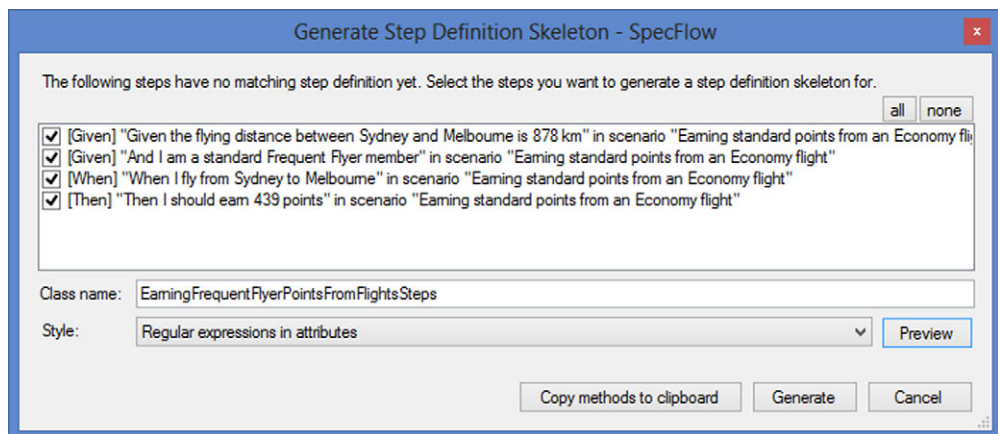 Generate Step Definition Skeleton - SpecFlow
x
The following steps have no matching step definition yet. Select the steps you want to generate a step definition skeleton for.
all none
[Given] "Given the flying distance between Sydney and Melbourne is 878 km" in scenario "Earning standard points from an Economy fli
[Given] "And I am a standard Frequent Flyer member" in scenario "Earning standard points from an Economy flight"
[When] "When I fly from Sydney to Melbourne" in scenario "Earning standard points from an Economy flight"
[Then] "Then I should earn 439 points" in scenario "Earning standard points from an Economy flight"
Class name: EarningFrequentFlyerPointsFromFlightsSteps
Style: Regular expressions in attributes Preview
Copy methods to clipboard Generate Cancel